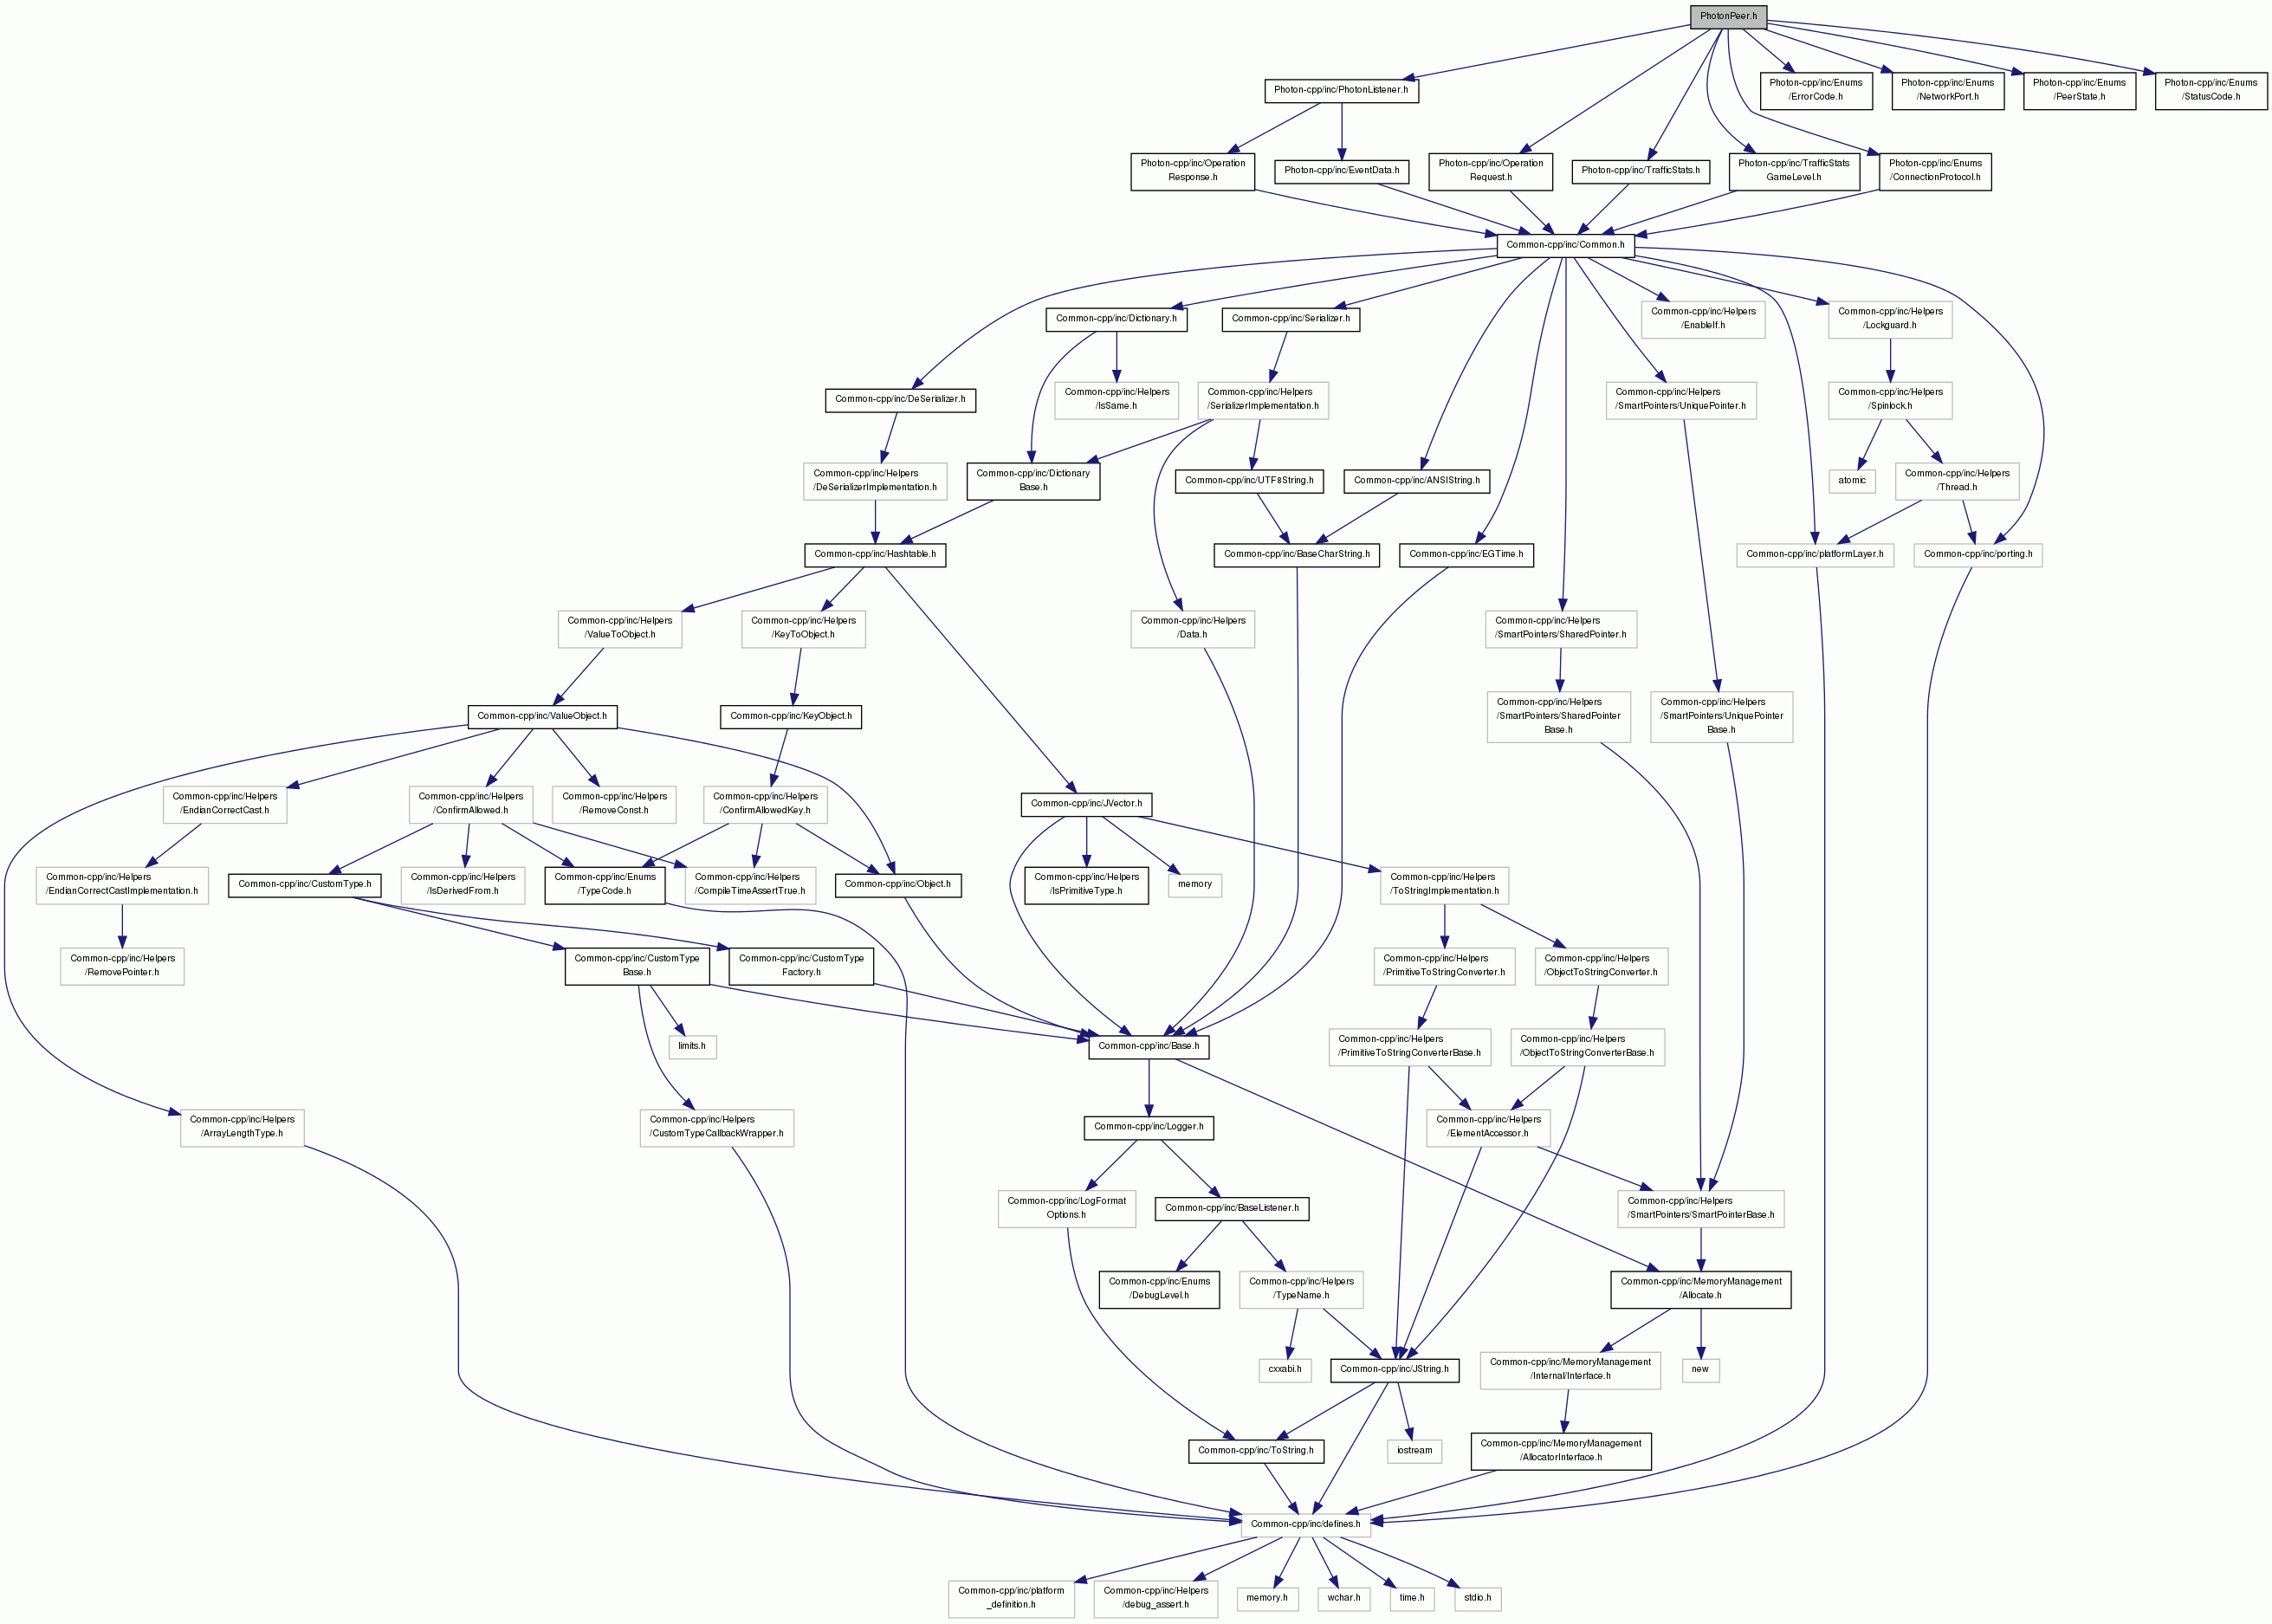 PhotonPeer.h
Photon-cpp/inc/PhotonListener.h
Photon-cpp/inc/Enums
/ErrorCode.h
Photon-cpp/inc/Enums
/NetworkPort.h
Photon-cpp/inc/Enums
/PeerState.h
Photon-cpp/inc/Enums
/StatusCode.h
Photon-cpp/inc/Operation
Response.h
Photon-cpp/inc/EventData.h
Photon-cpp/inc/Operation
Request.h
Photon-cpp/inc/TrafficStats.h
Photon-cpp/inc/TrafficStats
GameLevel.h
Photon-cpp/inc/Enums
/ConnectionProtocol.h
Common-cpp/inc/Common.h
Common-cpp/inc/Dictionary.h
Common-cpp/inc/Serializer.h
Common-cpp/inc/Helpers
/EnableIf.h
Common-cpp/inc/Helpers
/Lockguard.h
Common-cpp/inc/DeSerializer.h
Common-cpp/inc/Helpers
/IsSame.h
Common-cpp/inc/Helpers
/SerializerImplementation.h
Common-cpp/inc/Helpers
/SmartPointers/UniquePointer.h
Common-cpp/inc/Helpers
/Spinlock.h
Common-cpp/inc/Helpers
/DeSerializerImplementation.h
Common-cpp/inc/Dictionary
Base.h
Common-cpp/inc/UTF8String.h
Common-cpp/inc/ANSIString.h
atomic
Common-cpp/inc/Helpers
/Thread.h
Common-cpp/inc/Hashtable.h
Common-cpp/inc/BaseCharString.h
Common-cpp/inc/EGTime.h
Common-cpp/inc/platformLayer.h
Common-cpp/inc/porting.h
Common-cpp/inc/Helpers
/ValueToObject.h
Common-cpp/inc/Helpers
/KeyToObject.h
Common-cpp/inc/Helpers
/Data.h
Common-cpp/inc/Helpers
/SmartPointers/SharedPointer.h
Common-cpp/inc/ValueObject.h
Common-cpp/inc/KeyObject.h
Common-cpp/inc/Helpers
/SmartPointers/SharedPointer
Base.h
Common-cpp/inc/Helpers
/SmartPointers/UniquePointer
Base.h
Common-cpp/inc/Helpers
/EndianCorrectCast.h
Common-cpp/inc/Helpers
/ConfirmAllowed.h
Common-cpp/inc/Helpers
/RemoveConst.h
Common-cpp/inc/Helpers
/ConfirmAllowedKey.h
Common-cpp/inc/JVector.h
Common-cpp/inc/Helpers
/EndianCorrectCastImplementation.h
Common-cpp/inc/CustomType.h
Common-cpp/inc/Helpers
/IsDerivedFrom.h
Common-cpp/inc/Enums
/TypeCode.h
Common-cpp/inc/Helpers
/CompileTimeAssertTrue.h
Common-cpp/inc/Object.h
Common-cpp/inc/Helpers
/IsPrimitiveType.h
memory
Common-cpp/inc/Helpers
/ToStringImplementation.h
Common-cpp/inc/Helpers
/RemovePointer.h
Common-cpp/inc/CustomType
Base.h
Common-cpp/inc/CustomType
Factory.h
Common-cpp/inc/Helpers
/PrimitiveToStringConverter.h
Common-cpp/inc/Helpers
/ObjectToStringConverter.h
limits.h
Common-cpp/inc/Base.h
Common-cpp/inc/Helpers
/PrimitiveToStringConverterBase.h
Common-cpp/inc/Helpers
/ObjectToStringConverterBase.h
Common-cpp/inc/Helpers
/ArrayLengthType.h
Common-cpp/inc/Helpers
/CustomTypeCallbackWrapper.h
Common-cpp/inc/Logger.h
Common-cpp/inc/Helpers
/ElementAccessor.h
Common-cpp/inc/LogFormat
Options.h
Common-cpp/inc/BaseListener.h
Common-cpp/inc/Helpers
/SmartPointers/SmartPointerBase.h
Common-cpp/inc/Enums
/DebugLevel.h
Common-cpp/inc/Helpers
/TypeName.h
Common-cpp/inc/MemoryManagement
/Allocate.h
cxxabi.h
Common-cpp/inc/JString.h
Common-cpp/inc/MemoryManagement
/Internal/Interface.h
new
Common-cpp/inc/ToString.h
iostream
Common-cpp/inc/MemoryManagement
/AllocatorInterface.h
Common-cpp/inc/defines.h
Common-cpp/inc/platform
_definition.h
Common-cpp/inc/Helpers
/debug_assert.h
memory.h
wchar.h
time.h
stdio.h